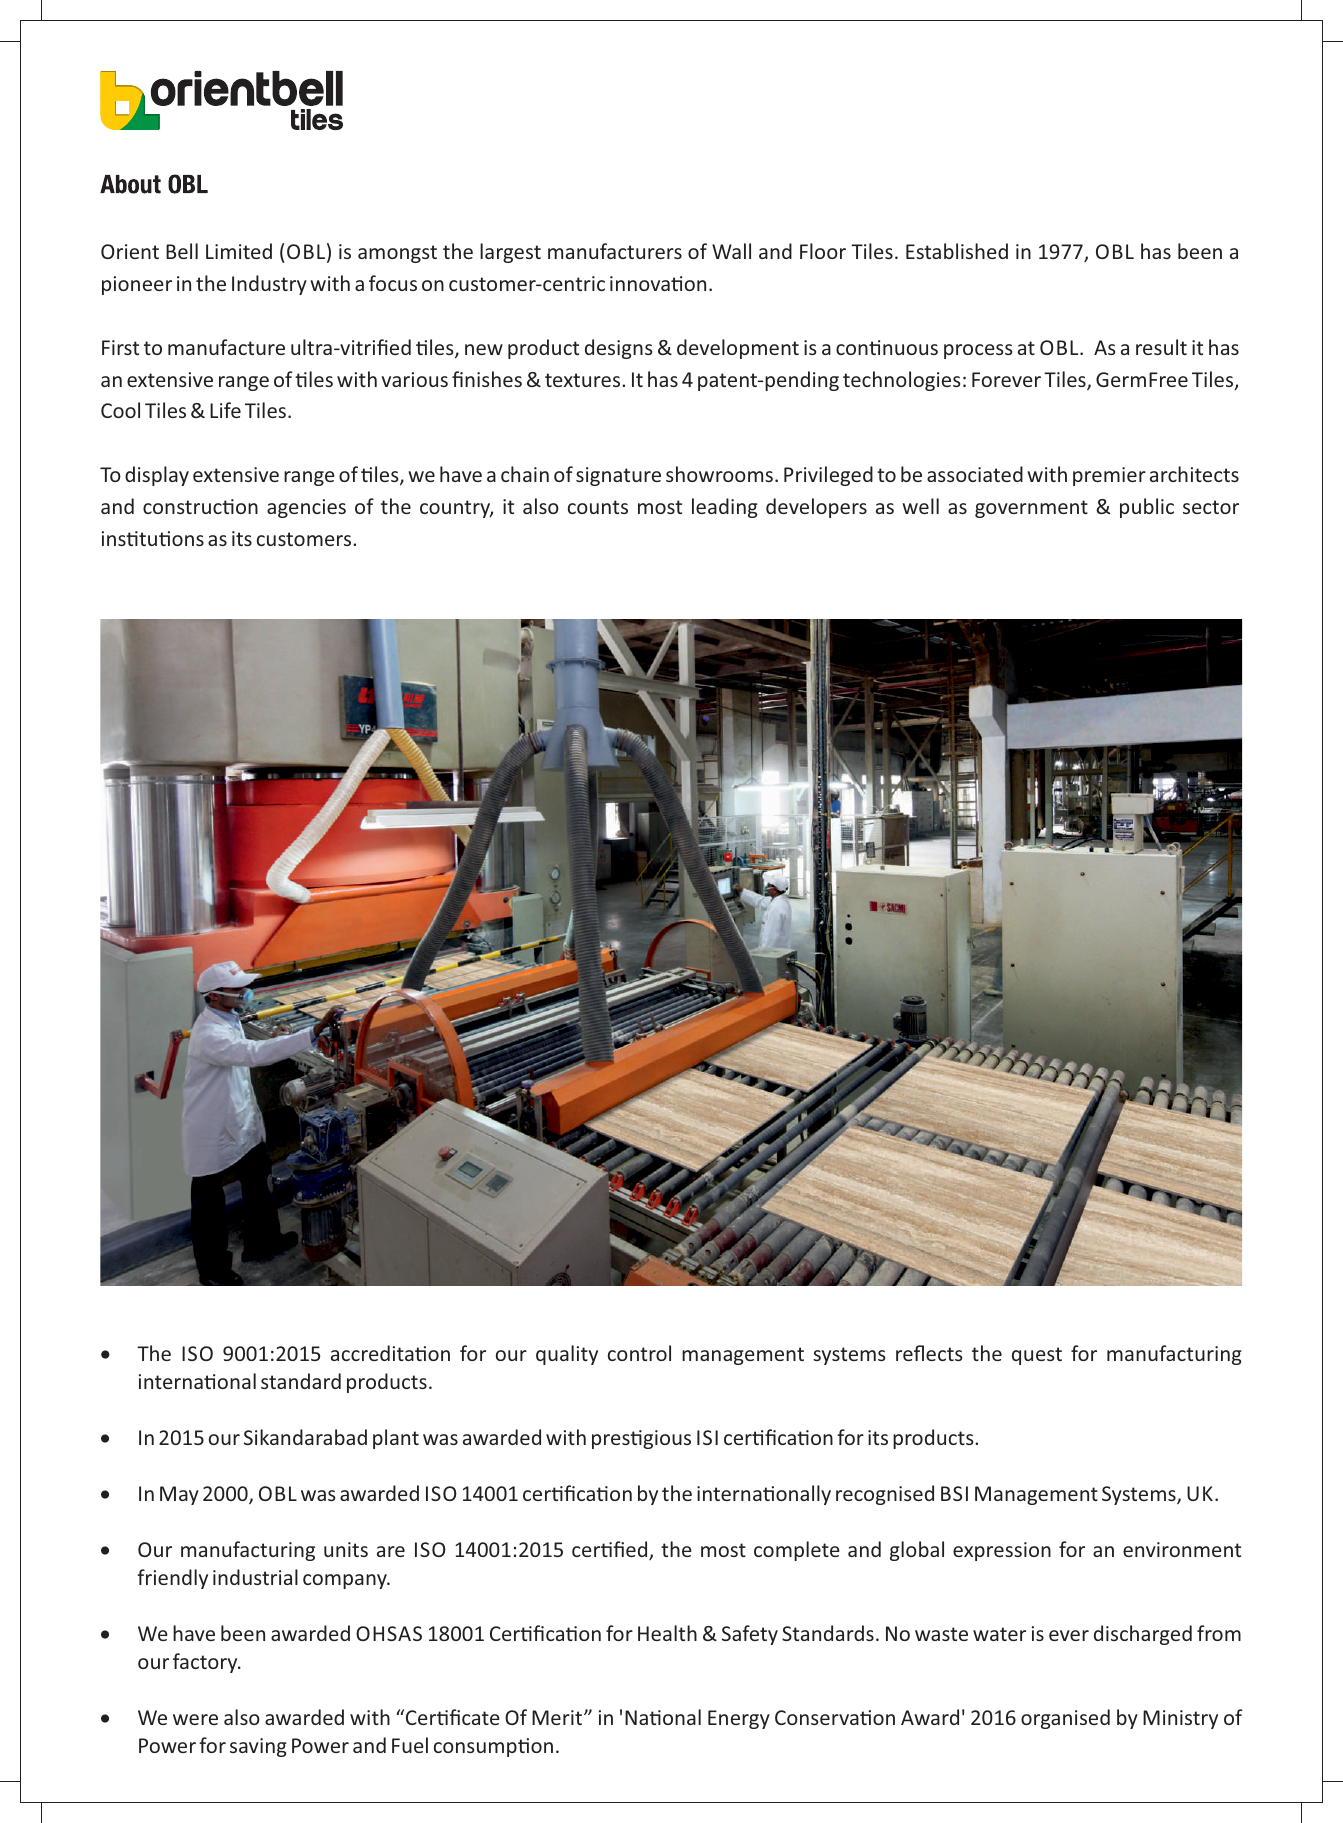 orientbell
tiles
About OBL
Orient Bell Limited (OBL) is amongst the largest manufacturers of Wall and Floor Tiles. Established in 1977, OBL has been a
pioneer in the Industry with a focus on customer-centric innovation.
First to manufacture ultra-vitrified tiles, new product designs & development is a continuous process at OBL. As a result it has
an extensive range of tiles with various finishes & textures. It has 4 patent-pending technologies: Forever Tiles, GermFree Tiles,
Cool Tiles & Life Tiles.
To display extensive range of tiles, we have a chain of signature showrooms. Privileged to be associated with premier architects
and construction agencies of the country, it also counts most leading developers as well as government & public sector
institutions as its customers.
YP
SACMI
• The ISO 9001:2015 accreditation for our quality control management systems reflects the quest for manufacturing
international standard products.
• In 2015 our Sikandarabad plant was awarded with prestigious ISI certification for its products.
• In May 2000, OBL was awarded ISO 14001 certification by the internationally recognised BSI Management Systems, UK.
• Our manufacturing units are ISO 14001:2015 certified, the most complete and global expression for an environment
friendly industrial company.
• We have been awarded OHSAS 18001 Certification for Health & Safety Standards. No waste water is ever discharged from
our factory.
• We were also awarded with “Certificate Of Merit” in 'National Energy Conservation Award' 2016 organised by Ministry of
Power for saving Power and Fuel consumption.